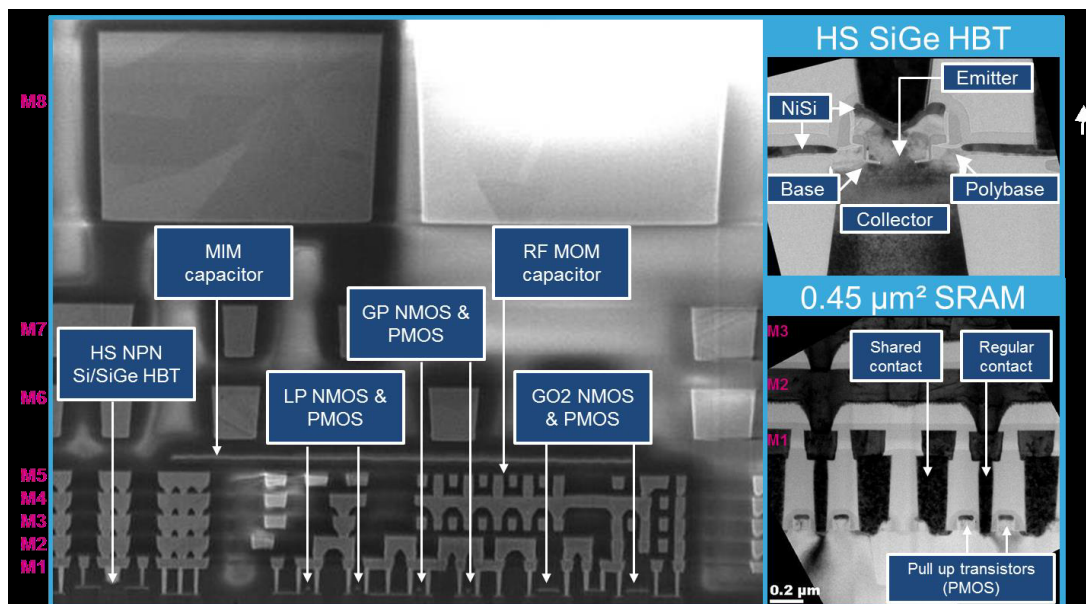 M8
M7
M6
M5
M4
M3
M2
M1
MIM
capacitor
RF MOM
capacitor
GP NMOS &
PMOS
HS NPN
Si/SiGe HBT
LP NMOS &
PMOS
GO2 NMOS
& PMOS
HS SiGe HBT
Emitter
NiSi
Base
Polybase
Collector
0.45 µm² SRAM
M3
Shared
contact
Regular
contact
M2
M1
Pull up transistors
(PMOS)
0.2 µm